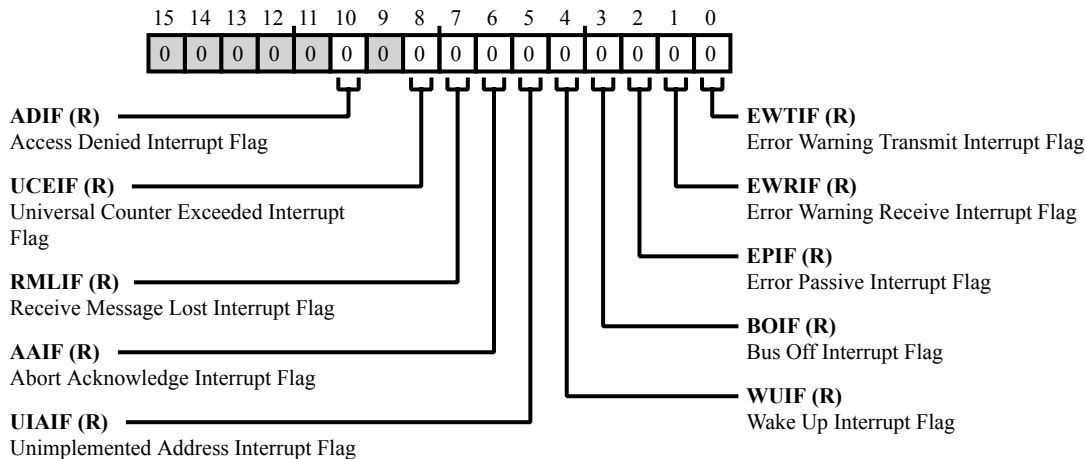 15 14 13 12 11 10 9 8 7 6 5 4 3 2 1 0
0 0 0 0 0 0 0 0 0 0 0 0 0 0 0 0
ADIF (R)
Access Denied Interrupt Flag
UCEIF (R)
Universal Counter Exceeded Interrupt
Flag
RMLIF (R)
Receive Message Lost Interrupt Flag
AAIF (R)
Abort Acknowledge Interrupt Flag
UIAIF (R)
Unimplemented Address Interrupt Flag
EWTIF (R)
Error Warning Transmit Interrupt Flag
EWRIF (R)
Error Warning Receive Interrupt Flag
EPIF (R)
Error Passive Interrupt Flag
BOIF (R)
Bus Off Interrupt Flag
WUIF (R)
Wake Up Interrupt Flag